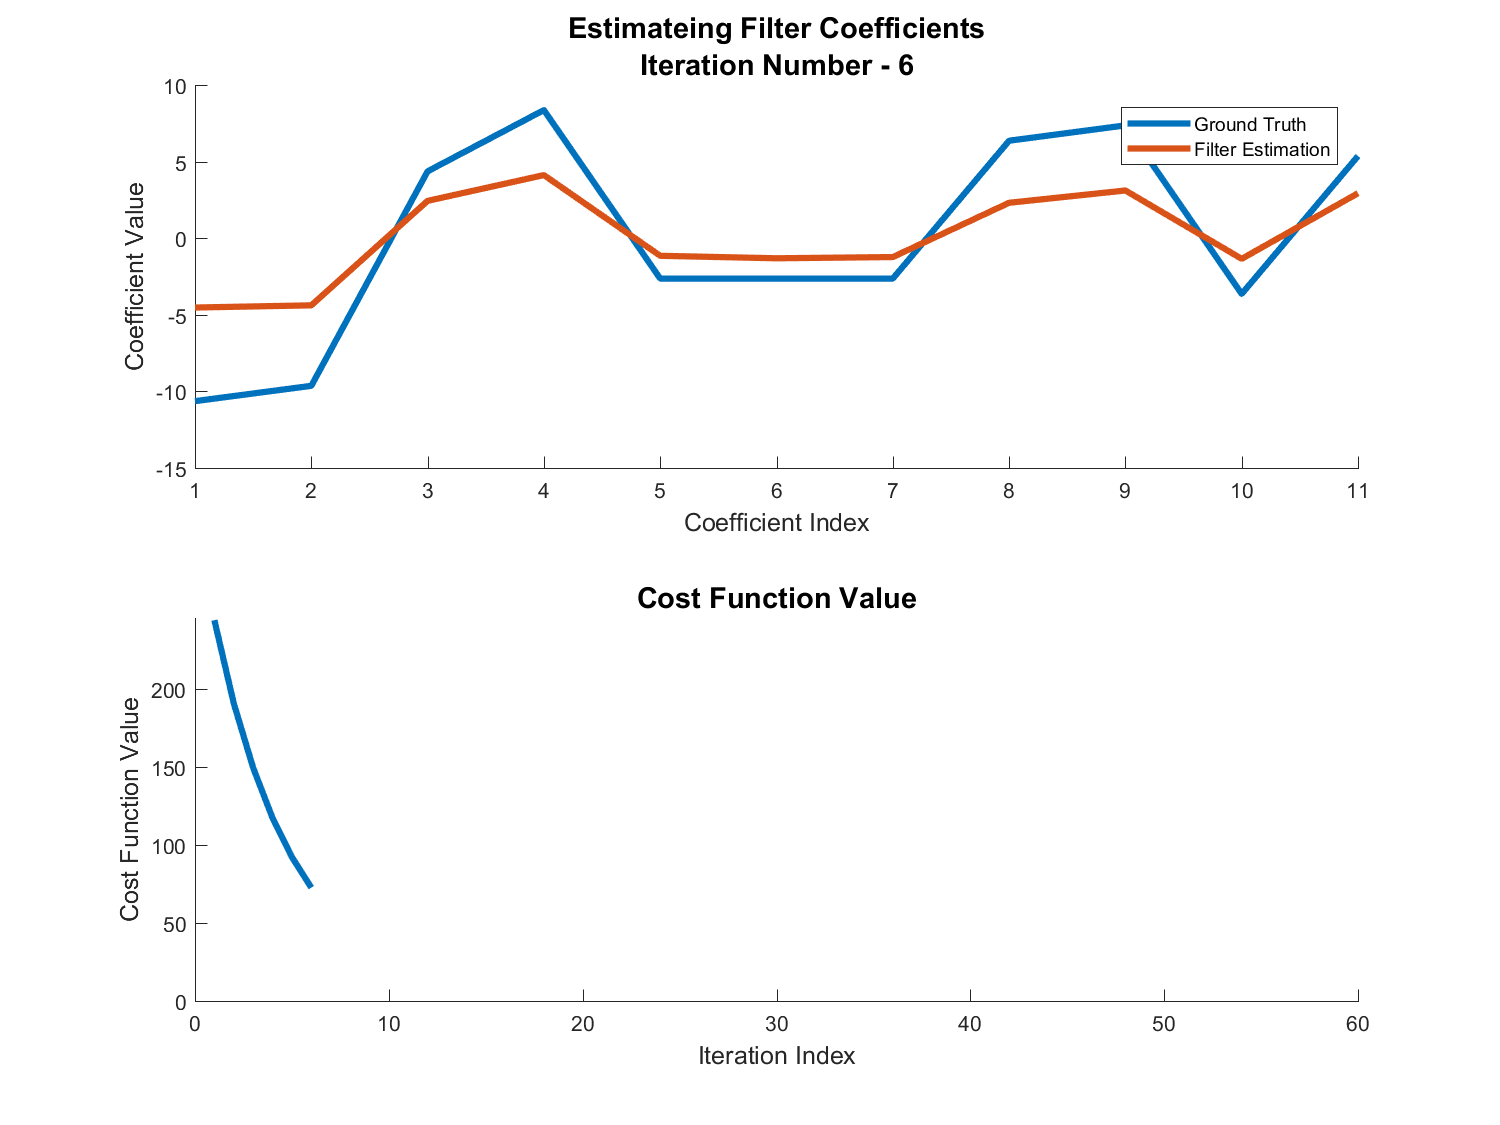 Estimateing Filter Coefficients
Iteration Number - 6
10
5
0
-5
-10
-15
Coefficient Value
Ground Truth
Filter Estimation
1 2 3 4 5 6 7 8 9 10 11
Coefficient Index
Cost Function Value
200
150
100
50
0
Cost Function Value
0 10 20 30 40 50 60
Iteration Index